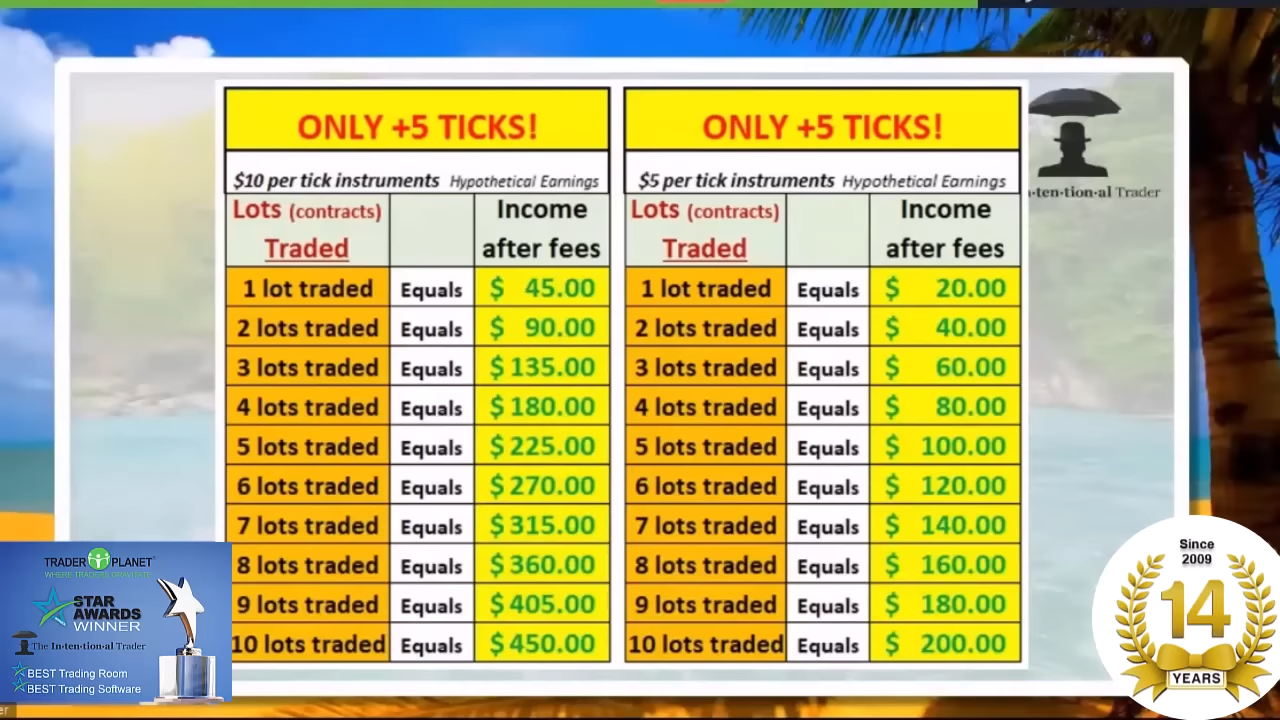 ONLY +5 TICKS!
$10 per tick instruments Hypothetical Earnings
Lots (contracts) Income
Traded after fees
1 lot traded Equals $ 45.00
2 lots traded Equals $ 90.00
3 lots traded Equals $ 135.00
4 lots traded Equals $ 180.00
5 lots traded Equals $ 225.00
6 lots traded Equals $ 270.00
7 lots traded Equals $ 315.00
8 lots traded Equals $ 360.00
9 lots traded Equals $ 405.00
10 lots traded Equals $ 450.00
ONLY +5 TICKS!
$5 per tick instruments Hypothetical Earnings
Lots (contracts) Income
Traded after fees
1 lot traded Equals $ 20.00
2 lots traded Equals $ 40.00
3 lots traded Equals $ 60.00
4 lots traded Equals $ 80.00
5 lots traded Equals $ 100.00
6 lots traded Equals $ 120.00
7 lots traded Equals $ 140.00
8 lots traded Equals $ 160.00
9 lots traded Equals $ 180.00
10 lots traded Equals $ 200.00
·ten·tion·al Trader
TRADER PLANET
WHERE TRADERS GRAVITATE
STAR
AWARDS
WINNER
The In·ten·tion·al Trader
BEST Trading Room
BEST Trading Software
Since
2009
14
YEARS